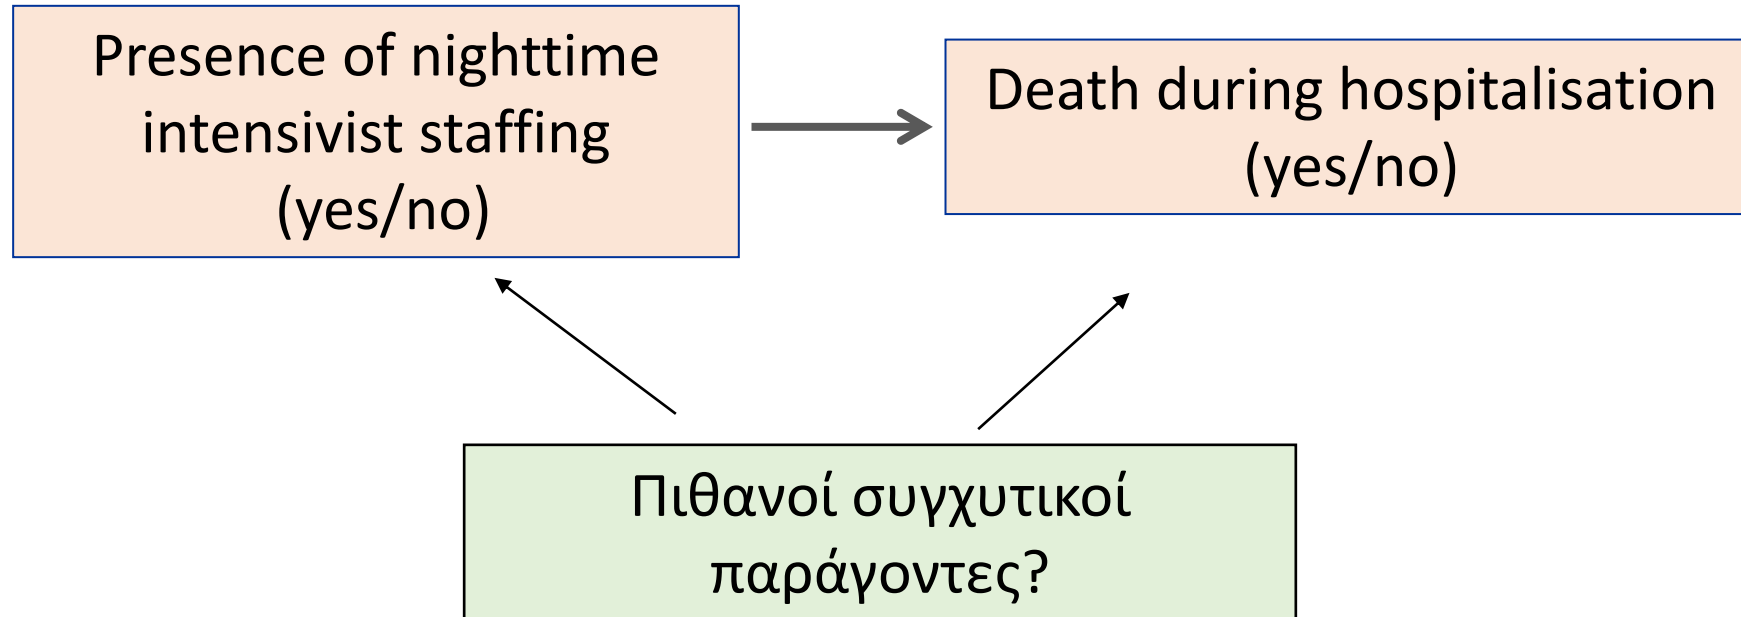 Presence of nighttime
intensivist staffing
(yes/no)
Death during hospitalisation
(yes/no)
Πιθανοί συγχυτικοί
παράγοντες?